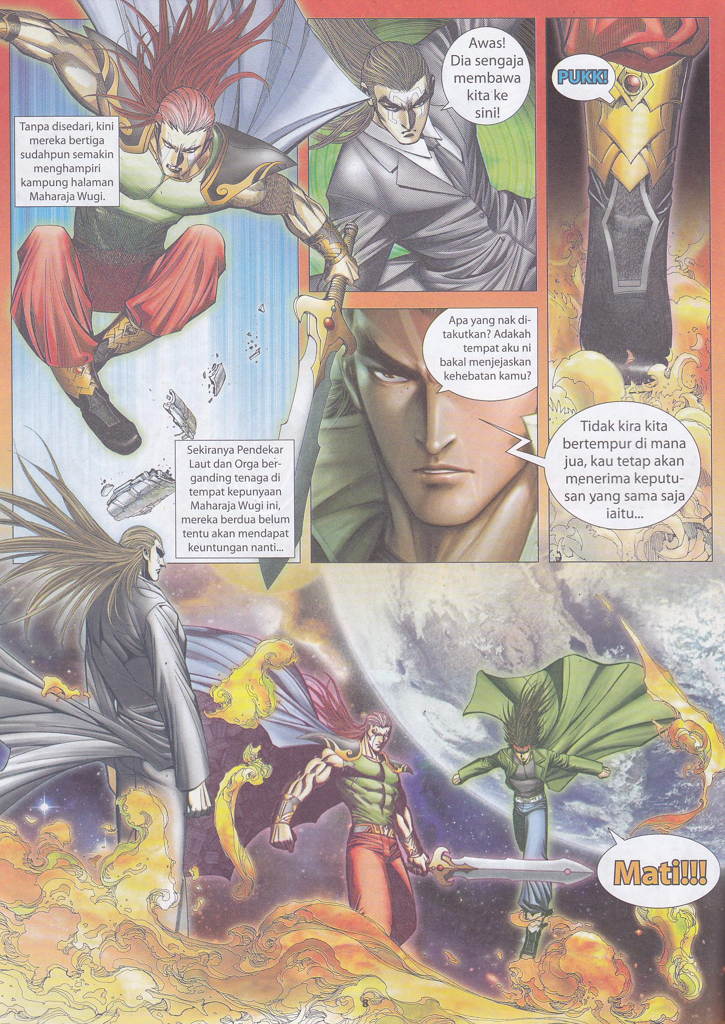 Tanpa disedari, kini
mereka bertiga
sudahpun semakin
menghampiri
kampung halaman
Maharaja Wugi.
Awas!
Dia sengaja
membawa
kita ke
sini!
PUKK!
Apa yang nak di-
takutkan? Adakah
tempat aku ni
bakal menjejaskan
kehebatan kamu?
Tidak kira kita
bertempur di mana
jua, kau tetap akan
menerima keputu-
san yang sama saja
iaitu...
Sekiranya Pendekar
Laut dan Orga ber-
ganding tenaga di
tempat kepunyaan
Maharaja Wugi ini,
mereka berdua belum
tentu akan mendapat
keuntungan nanti...
Mati!!!
8